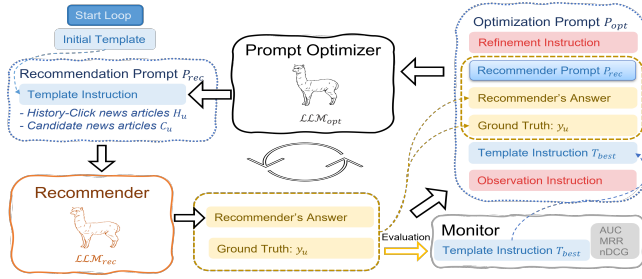 Start Loop
Initial Template
Recommendation Prompt P_rec
Template Instruction
- History-Click news articles H_u
- Candidate news articles C_u
Recommender
LLM_rec
Prompt Optimizer
LLM_opt
Recommender's Answer
Ground Truth: y_u
Evaluation
Optimization Prompt P_opt
Refinement Instruction
Recommender Prompt P_rec
Recommender's Answer
Ground Truth: y_u
Template Instruction T_best
Observation Instruction
Monitor
Template Instruction T_best
AUC
MRR
nDCG